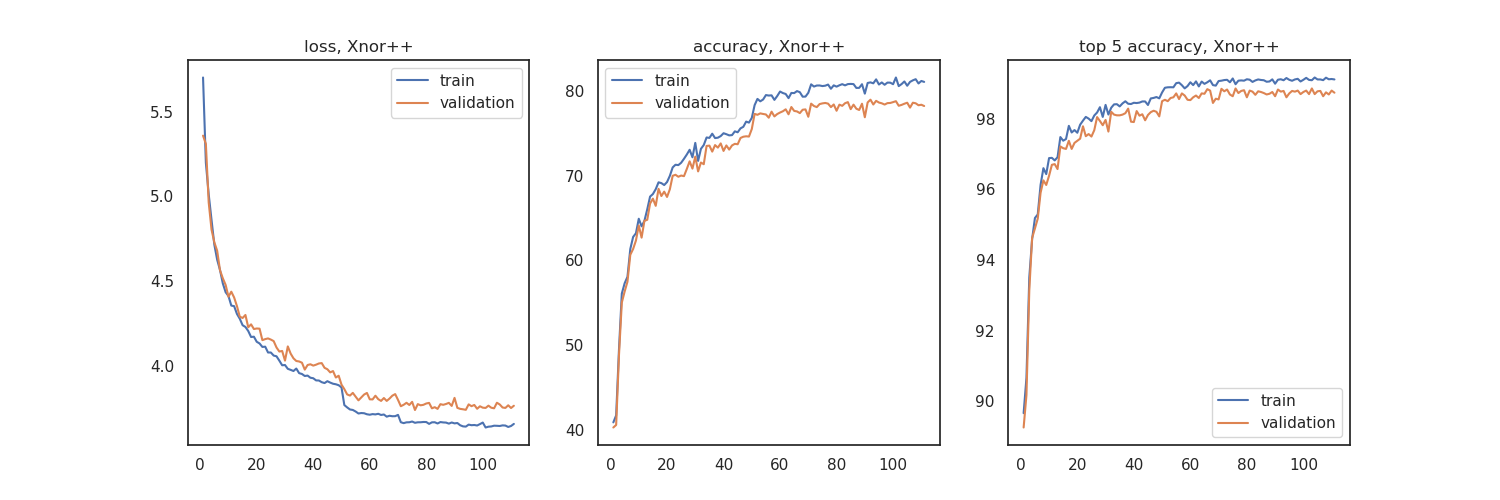 loss, Xnor++
train
validation
5.5
5.0
4.5
4.0
0 20 40 60 80 100
accuracy, Xnor++
train
validation
80
70
60
50
40
0 20 40 60 80 100
top 5 accuracy, Xnor++
98
96
94
92
90
train
validation
0 20 40 60 80 100